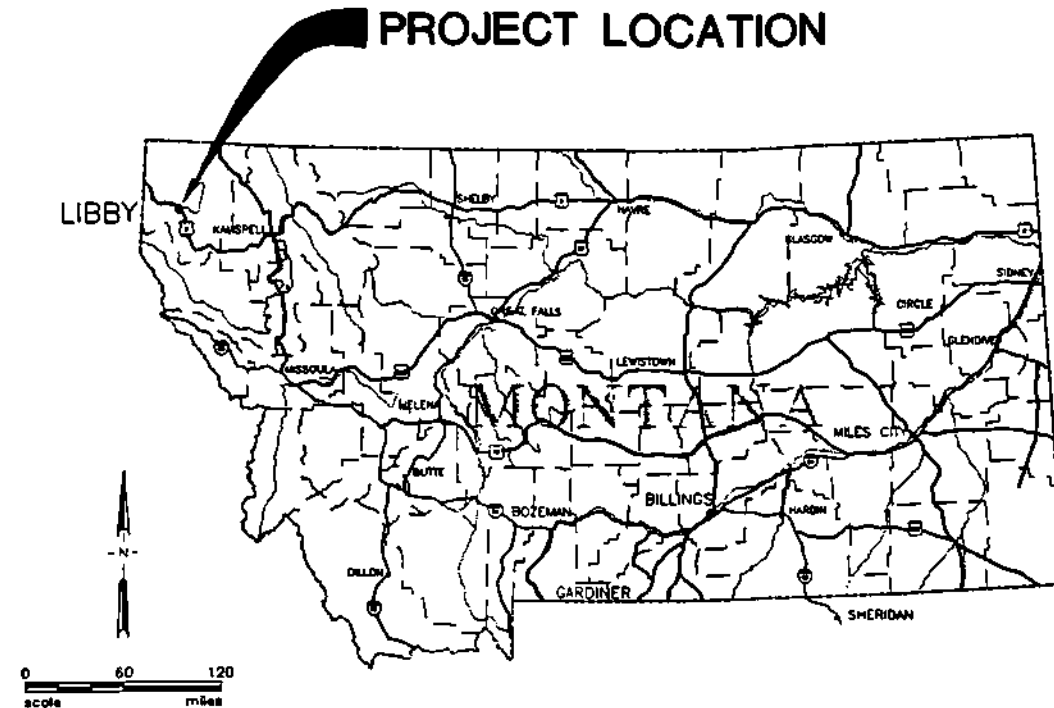 PROJECT LOCATION
LIBBY
KALISPELL
SHELBY
HAVRE
GLASGOW
SIDNEY
CIRCLE
GREAT FALLS
GLENDIVE
LEWISTOWN
MISSOULA
HELENA
MONTANA
MILES CITY
BUTTE
BILLINGS
BOZEMAN
HARDIN
-N-
DILLON
GARDINER
SHERIDAN
0 60 120
scale miles